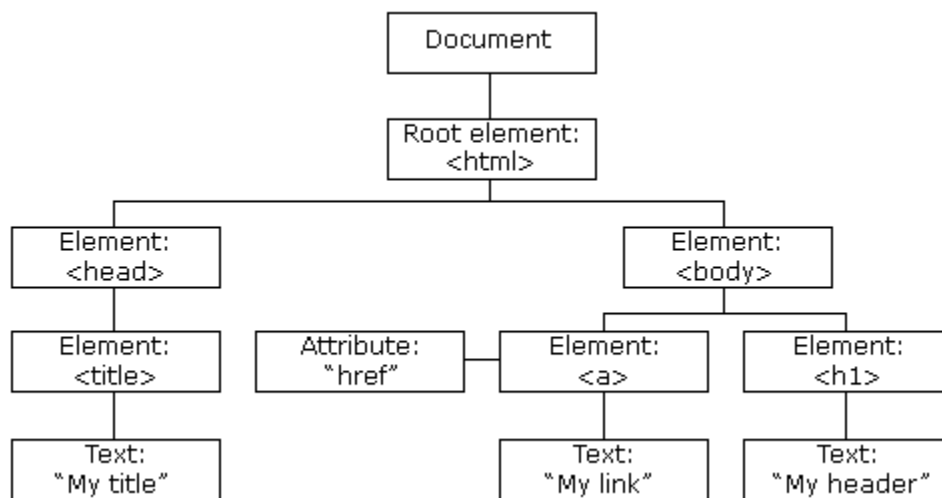 Document
Root element:
<html>
Element:
<head>
Element:
<body>
Element:
<title>
Attribute:
“href”
Element:
<a>
Element:
<h1>
Text:
“My title”
Text:
“My link”
Text:
“My header”